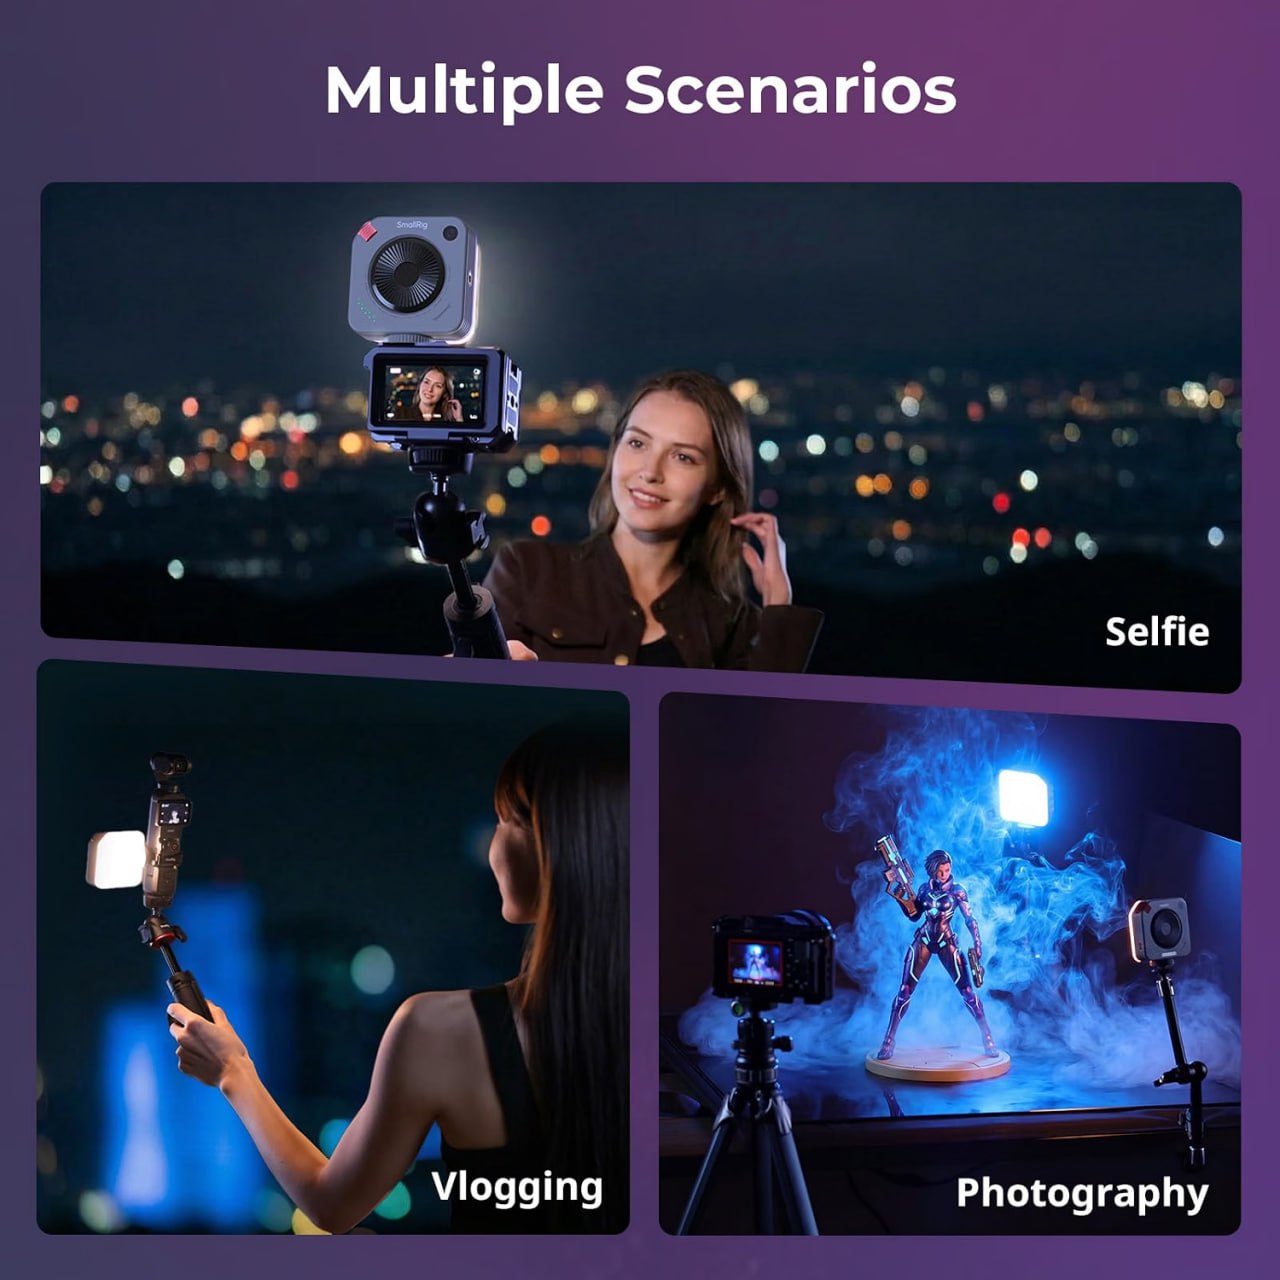 Multiple Scenarios
SmallRig
Selfie
Vlogging
Photography